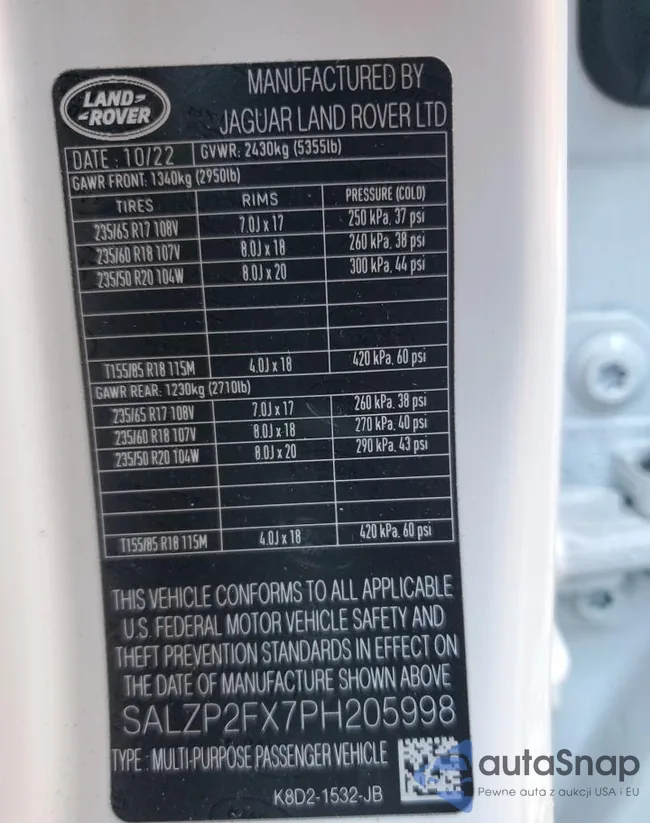 LAND-
-ROVER
MANUFACTURED BY
JAGUAR LAND ROVER LTD
DATE : 10/22 GVWR: 2430kg (5355lb)
GAWR FRONT: 1340kg (2950lb)
TIRES RIMS PRESSURE (COLD)
235/65 R17 108V 7.0J x 17 250 kPa, 37 psi
235/60 R18 107V 8.0J x 18 260 kPa, 38 psi
235/50 R20 104W 8.0J x 20 300 kPa, 44 psi
T155/85 R18 115M 4.0J x 18 420 kPa, 60 psi
GAWR REAR: 1230kg (2710lb)
235/65 R17 108V 7.0J x 17 260 kPa, 38 psi
235/60 R18 107V 8.0J x 18 270 kPa, 40 psi
235/50 R20 104W 8.0J x 20 290 kPa, 43 psi
T155/85 R18 115M 4.0J x 18 420 kPa, 60 psi
THIS VEHICLE CONFORMS TO ALL APPLICABLE
U.S. FEDERAL MOTOR VEHICLE SAFETY AND
THEFT PREVENTION STANDARDS IN EFFECT ON
THE DATE OF MANUFACTURE SHOWN ABOVE
SALZP2FX7PH205998
TYPE : MULTI-PURPOSE PASSENGER VEHICLE
K8D2-1532-JB
autoSnap
Pewne auta z aukcji USA i EU